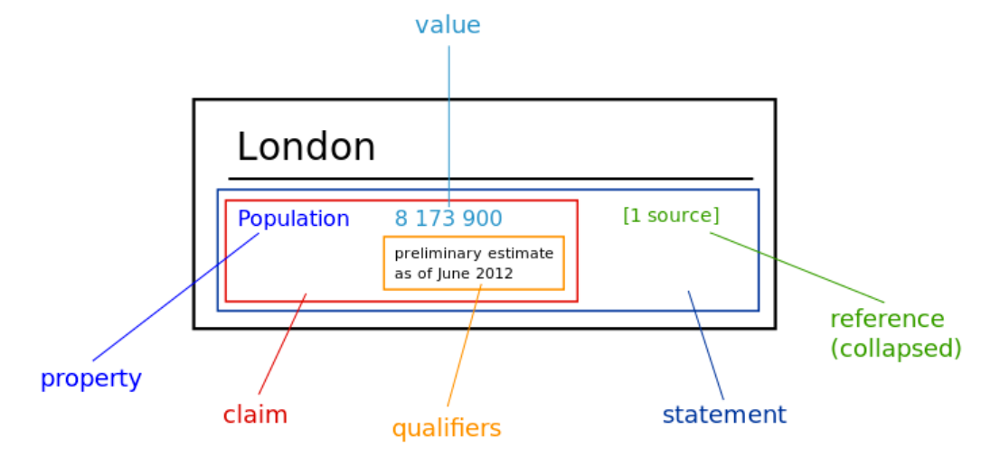 value
London
Population
8 173 900
[1 source]
preliminary estimate
as of June 2012
reference
(collapsed)
property
claim
qualifiers
statement